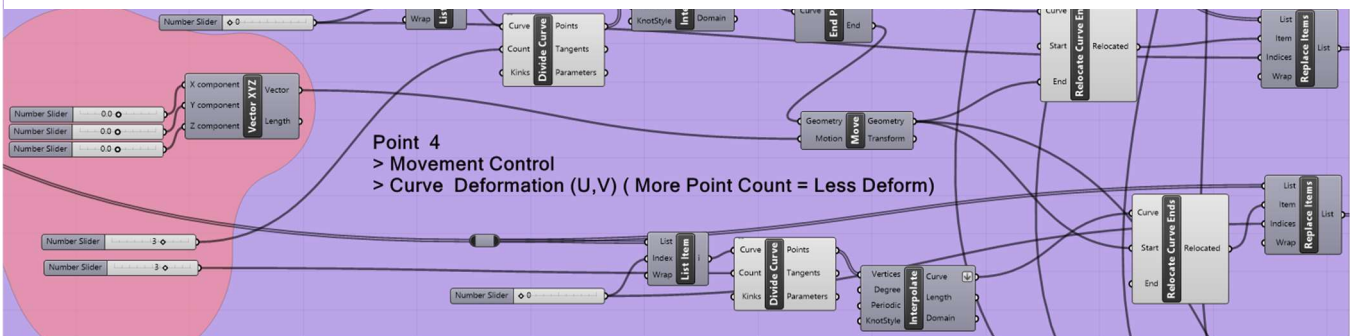 Number Slider 0
Wrap
Curve Points
Count Tangents
Kinks Parameters
Divide Curve
KnotStyle Domain
Curve
End
Curve
Start Relocated
End
List
Item
Indices List
Wrap
Replace Items
X component
Y component Vector
Z component Length
Vector XYZ
Number Slider 0.0
Number Slider 0.0
Number Slider 0.0
Geometry Geometry
Motion Transform
Move
Point 4
> Movement Control
> Curve Deformation (U,V) ( More Point Count = Less Deform)
Number Slider 3
Number Slider 3
Number Slider 0
List
Index i
Wrap
List Item
Curve Points
Count Tangents
Kinks Parameters
Divide Curve
Vertices Curve
Degree
Periodic Length
KnotStyle Domain
Interpolate
Curve
Start Relocated
End
Relocate Curve Ends
List
Item
Indices List
Wrap
Replace Items